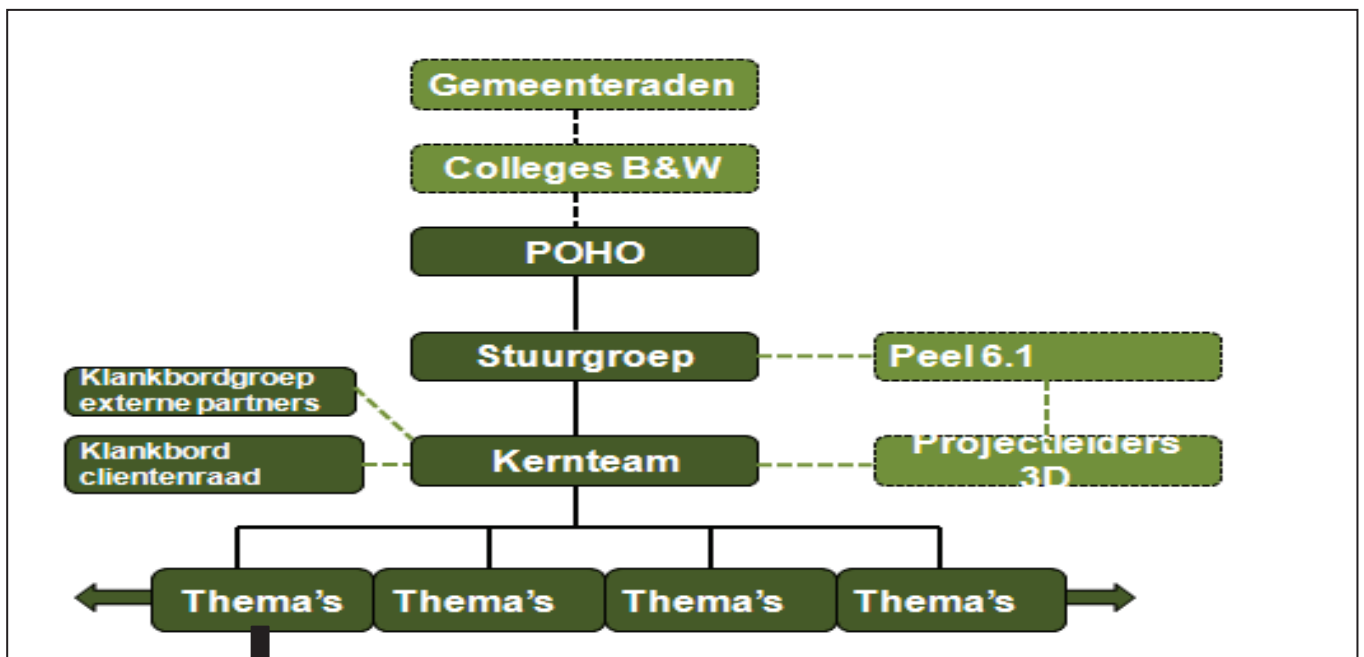 Gemeenteraden
Colleges B&W
POHO
Stuurgroep
Peel 6.1
Klankbordgroep
externe partners
Klankbord
clientenraad
Kernteam
Projectleiders
3D
Thema’s
Thema’s
Thema’s
Thema’s